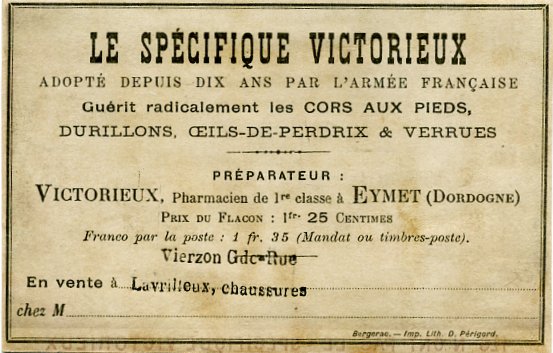 LE SPÉCIFIQUE VICTORIEUX
ADOPTÉ DEPUIS DIX ANS PAR L'ARMÉE FRANÇAISE
Guérit radicalement les CORS AUX PIEDS,
DURILLONS, ŒILS-DE-PERDRIX & VERRUES
PRÉPARATEUR :
VICTORIEUX, Pharmacien de 1re classe à EYMET (DORDOGNE)
PRIX DU FLACON : 1fr. 25 CENTIMES
Franco par la poste : 1 fr. 35 (Mandat ou timbres-poste).
Vierzon Gde Rue
En vente à Lavrilleux, chaussures
chez M
Bergerac. — Imp. Lith. D. Périgord.